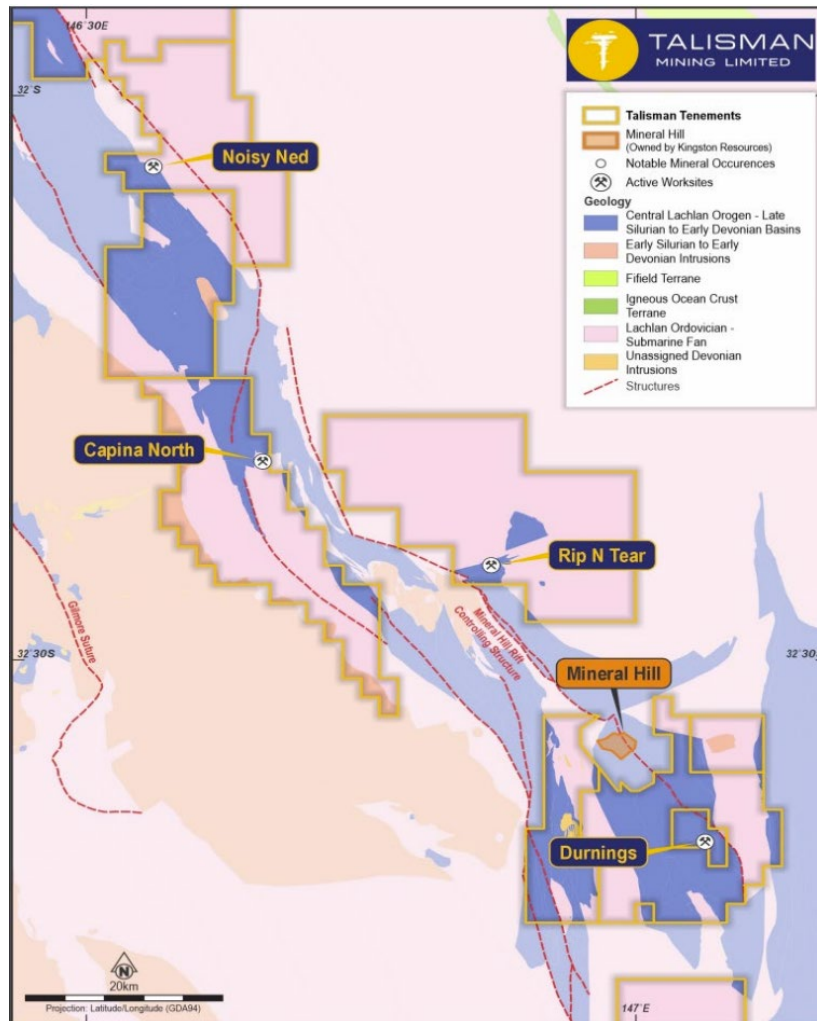 146˚30E
32˚S
TALISMAN
MINING LIMITED
Talisman Tenements
Mineral Hill
(Owned by Kingston Resources)
Notable Mineral Occurences
Active Worksites
Geology
Central Lachlan Orogen - Late
Silurian to Early Devonian Basins
Early Silurian to Early
Devonian Intrusions
Fifield Terrane
Igneous Ocean Crust
Terrane
Lachlan Ordovician -
Submarine Fan
Unassigned Devonian
Intrusions
Structures
Noisy Ned
Capina North
Rip N Tear
Gilmore Suture
Mineral Hill Rift
Controlling Structure
32˚30S
32˚30S
Mineral Hill
Durnings
N
20km
Projection: Latitude/Longitude (GDA94)
147˚E